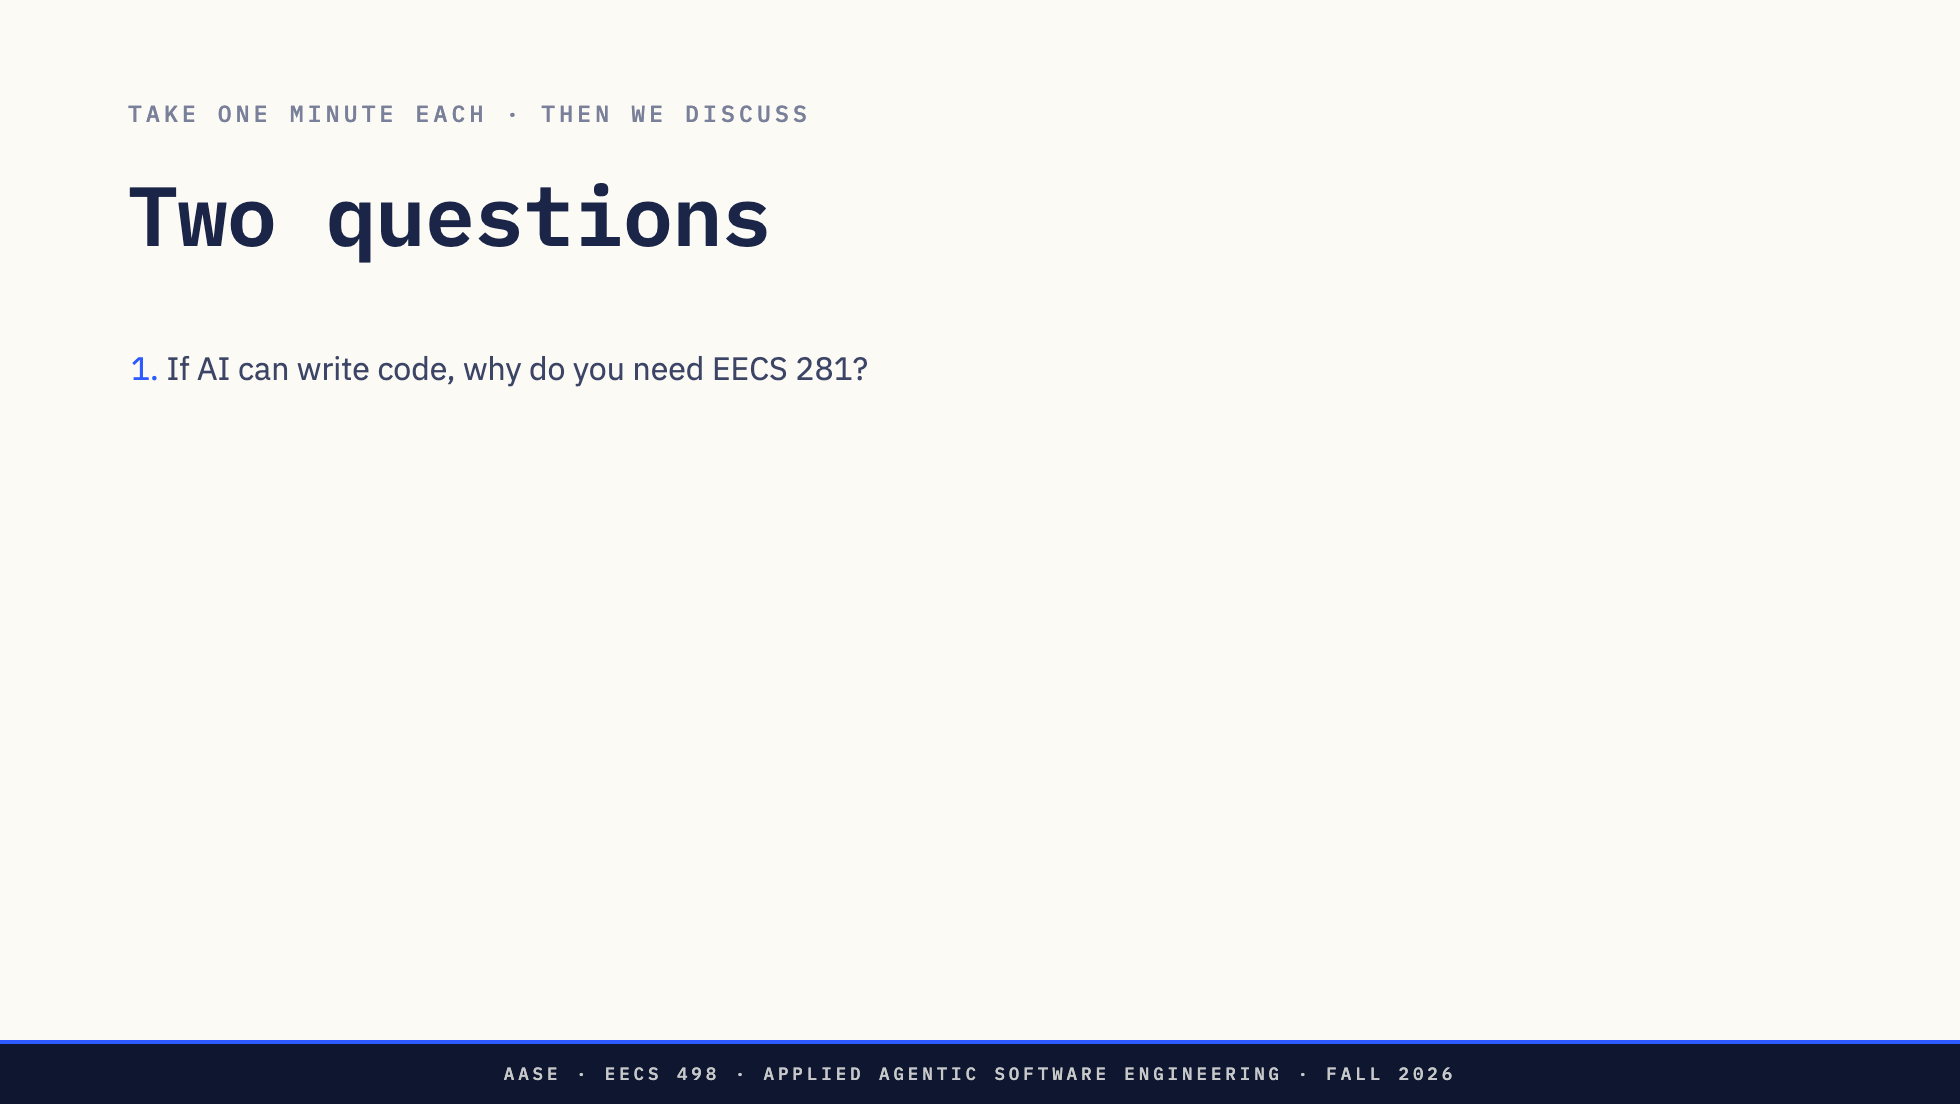 TAKE ONE MINUTE EACH · THEN WE DISCUSS
Two questions
1. If AI can write code, why do you need EECS 281?
AASE · EECS 498 · APPLIED AGENTIC SOFTWARE ENGINEERING · FALL 2026